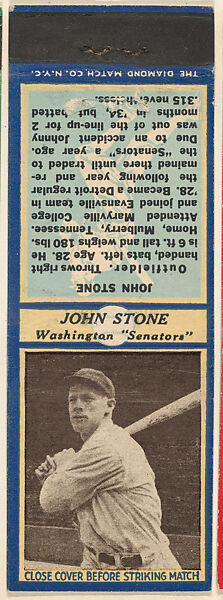 THE DIAMOND MATCH CO. N.Y.C.
JOHN STONE
Outfielder. Throws right
handed, bats left. Age 28. He
is 6 ft. tall and weighs 180 lbs.
Home, Mulberry, Tennessee.
Attended Maryville College
and joined Evansville team in
'28. Became a Detroit regular
the following year and re-
mained there until traded to
the "Senators" a year ago.
Due to an accident Johnny
was out of the line-up for 2
months in '34, but batted
.315 nevertheless.
JOHN STONE
Washington "Senators"
CLOSE COVER BEFORE STRIKING MATCH